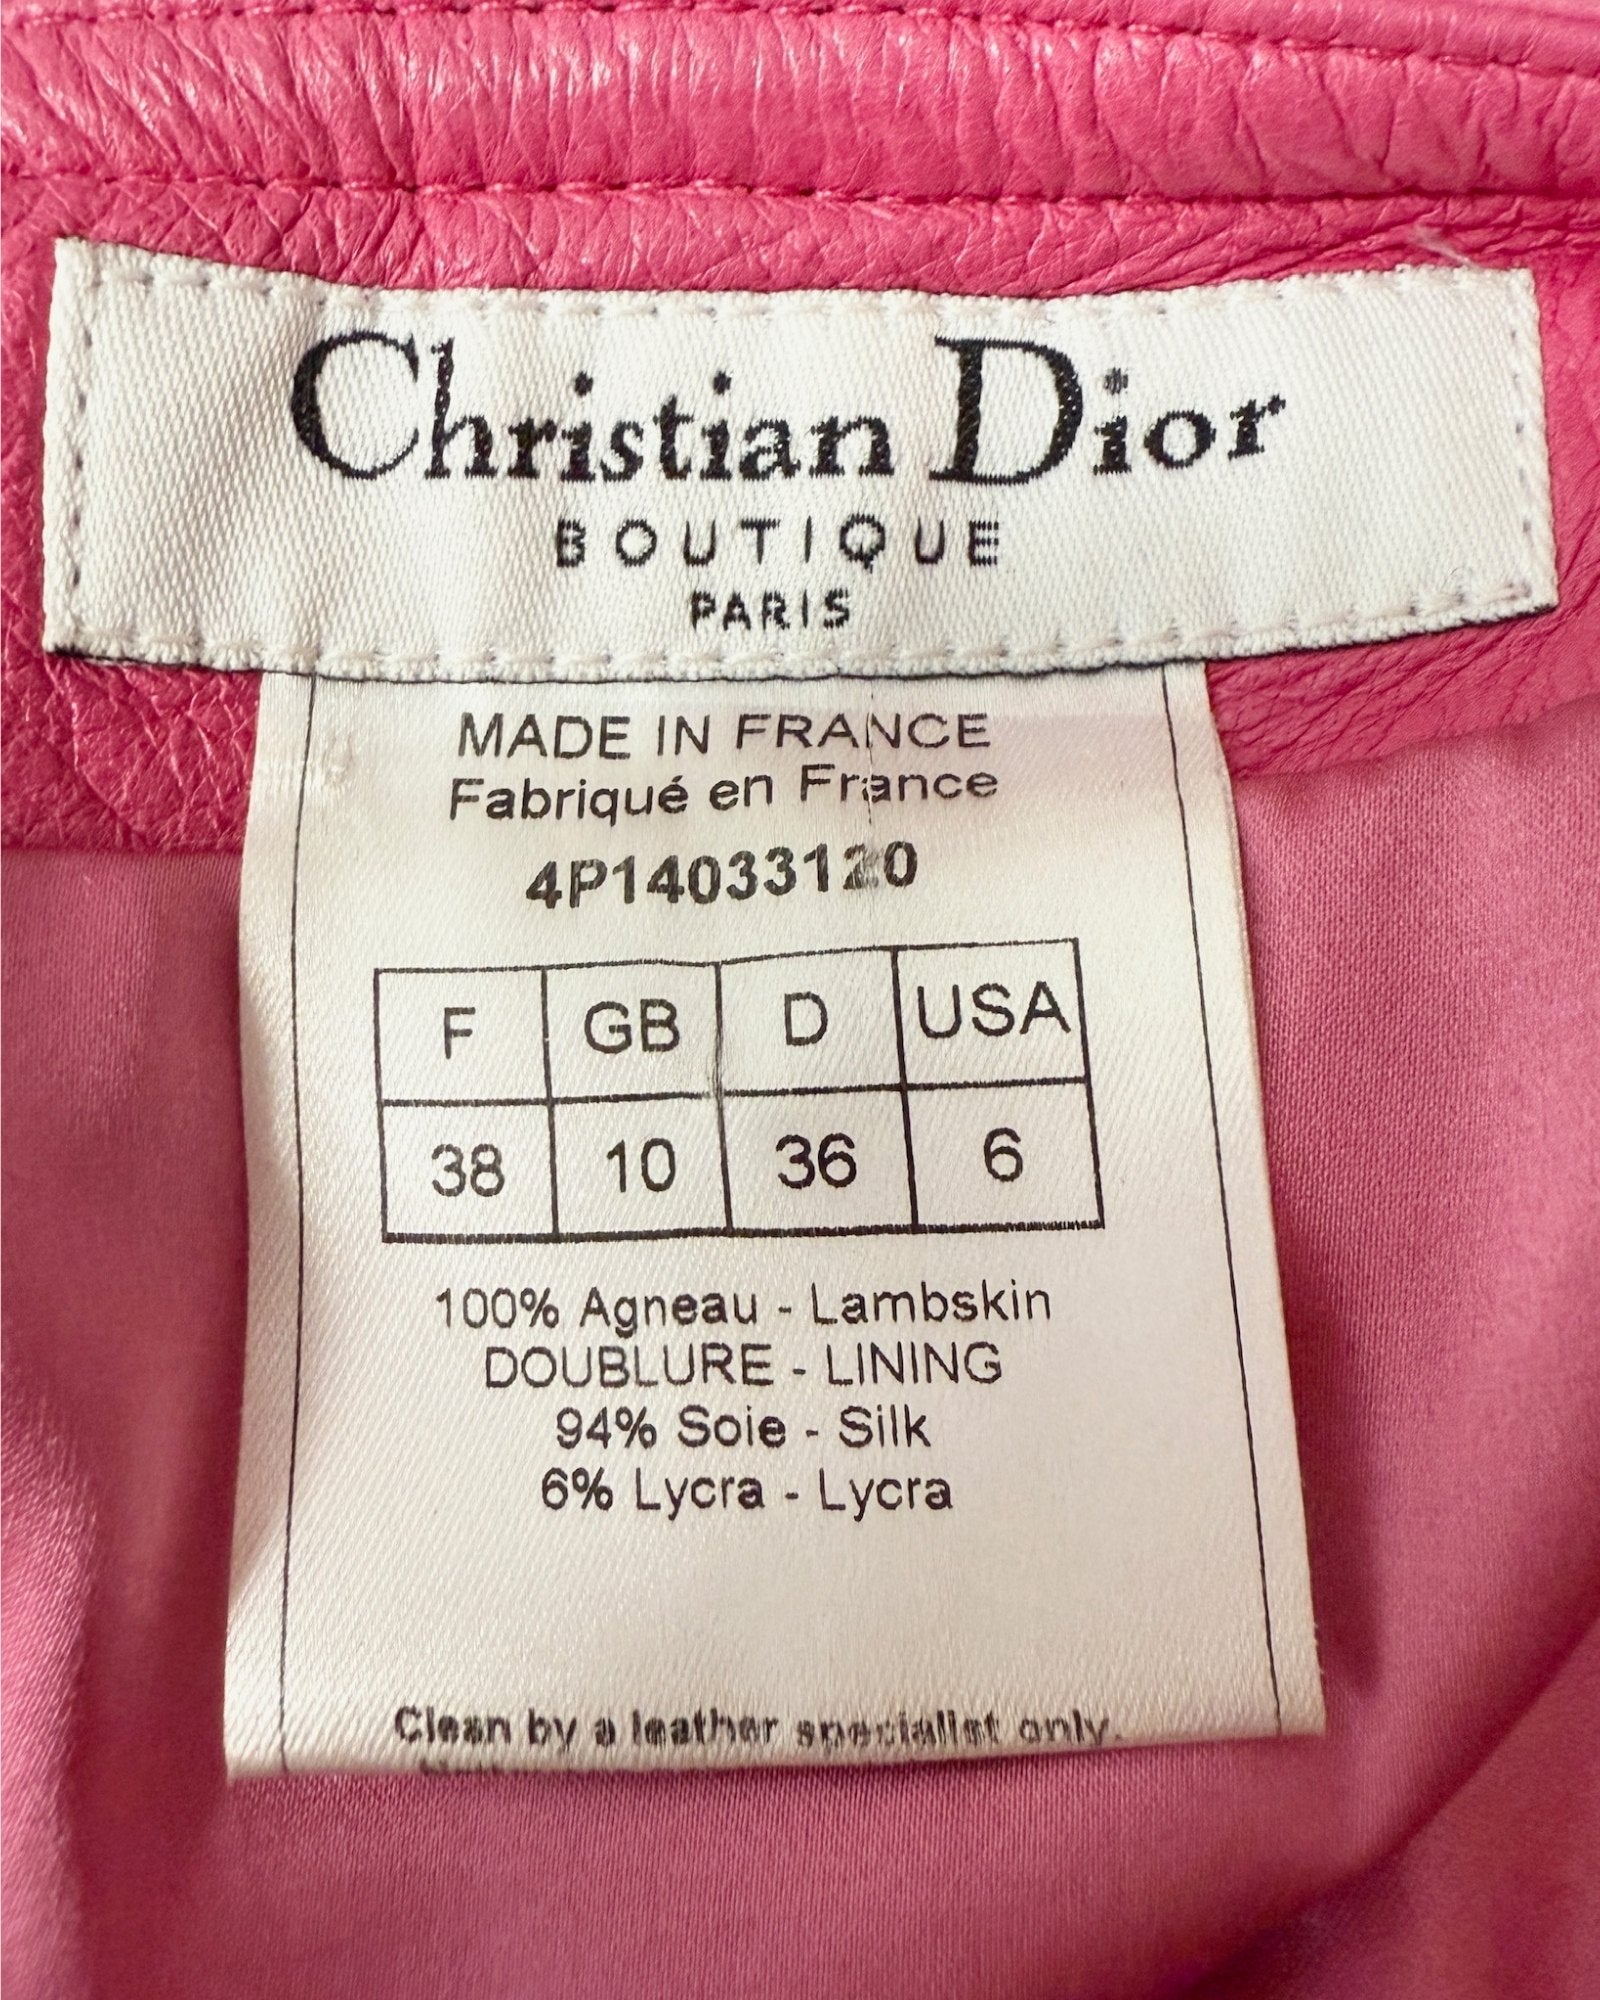 Christian Dior
BOUTIQUE
PARIS
MADE IN FRANCE
Fabriqué en France
4P14033120
F GB D USA
38 10 36 6
100% Agneau - Lambskin
DOUBLURE - LINING
94% Soie - Silk
6% Lycra - Lycra
Clean by a leather specialist only.